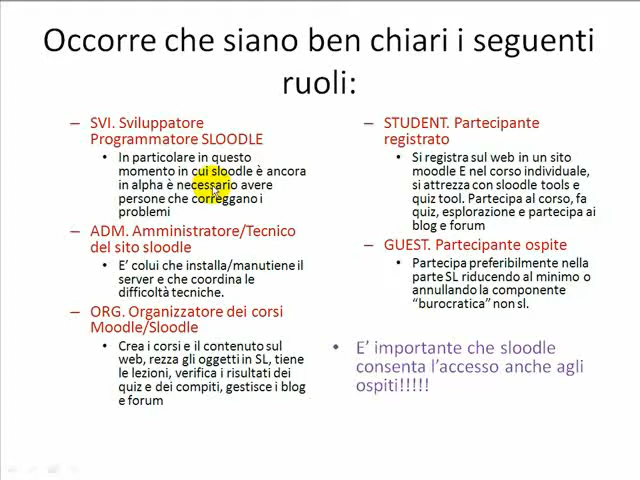 Occorre che siano ben chiari i seguenti
ruoli:
– SVI. Sviluppatore
Programmatore SLOODLE
• In particolare in questo
momento in cui sloodle è ancora
in alpha è necessario avere
persone che correggano i
problemi
– ADM. Amministratore/Tecnico
del sito sloodle
• E' colui che installa/manutiene il
server e che coordina le
difficoltà tecniche.
– ORG. Organizzatore dei corsi
Moodle/Sloodle
• Crea i corsi e il contenuto sul
web, rezza gli oggetti in SL, tiene
le lezioni, verifica i risultati dei
quiz e dei compiti, gestisce i blog
e forum
– STUDENT. Partecipante
registrato
• Si registra sul web in un sito
moodle E nel corso individuale,
si attrezza con sloodle tools e
quiz tool. Partecipa al corso, fa
quiz, esplorazione e partecipa ai
blog e forum
– GUEST. Partecipante ospite
• Partecipa preferibilmente nella
parte SL riducendo al minimo o
annullando la componente
"burocratica" non sl.
• E' importante che sloodle
consenta l'accesso anche agli
ospiti!!!!!